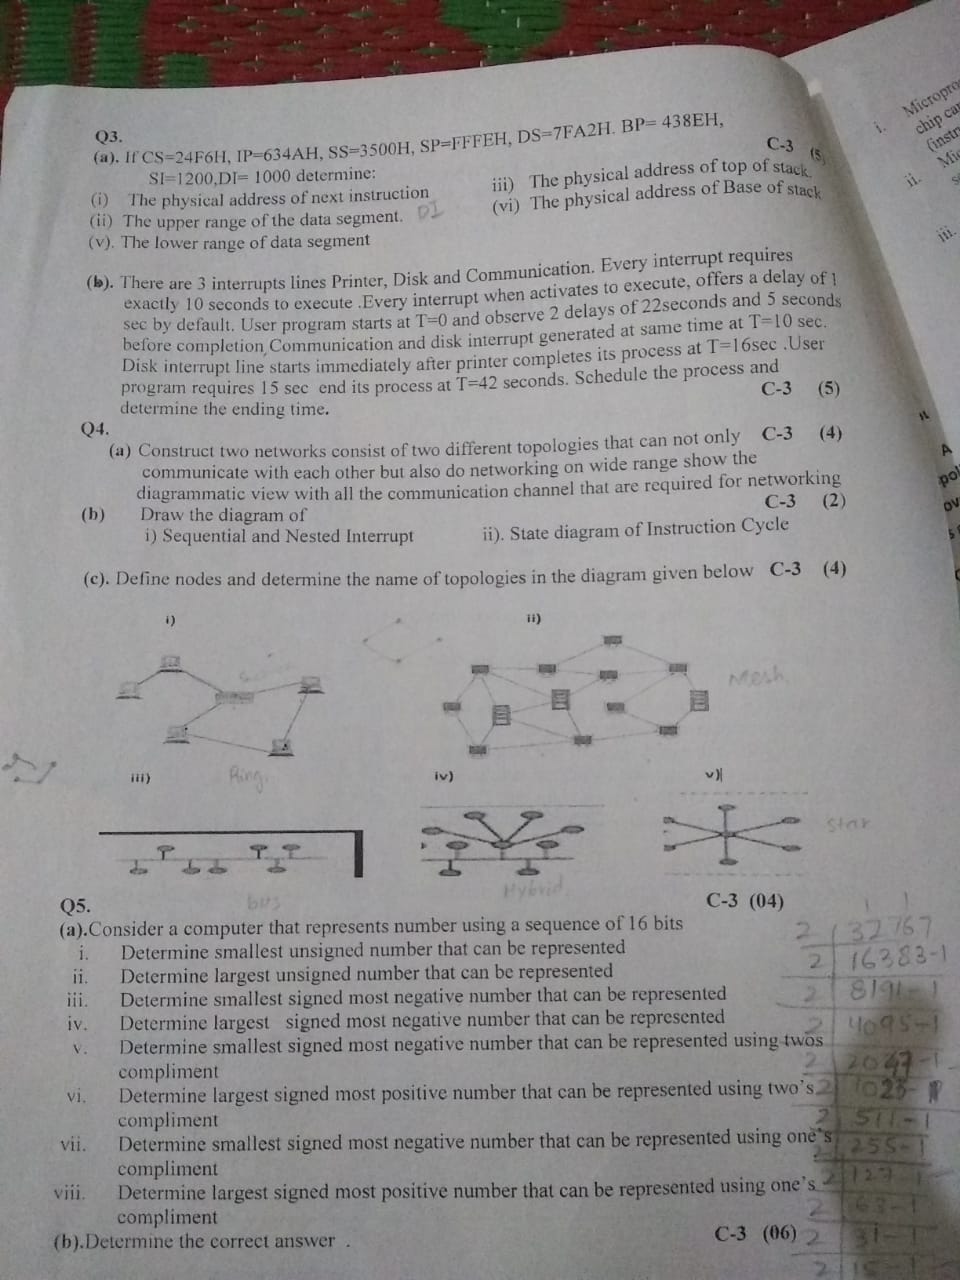 Q3.
(a). If CS=24F6H, IP=634AH, SS=3500H, SP=FFFEH, DS=7FA2H. BP= 438EH,
SI=1200,DI= 1000 determine:
C-3 (5)
(i) The physical address of next instruction
iii) The physical address of top of stack.
(ii) The upper range of the data segment. DI
(vi) The physical address of Base of stack
(v). The lower range of data segment
(b). There are 3 interrupts lines Printer, Disk and Communication. Every interrupt requires
exactly 10 seconds to execute .Every interrupt when activates to execute, offers a delay of 1
sec by default. User program starts at T=0 and observe 2 delays of 22seconds and 5 seconds
before completion Communication and disk interrupt generated at same time at T=10 sec.
Disk interrupt line starts immediately after printer completes its process at T=16sec .User
program requires 15 sec end its process at T=42 seconds. Schedule the process and
determine the ending time.
C-3 (5)
Q4.
(a) Construct two networks consist of two different topologies that can not only C-3 (4)
communicate with each other but also do networking on wide range show the
diagrammatic view with all the communication channel that are required for networking
(b) Draw the diagram of C-3 (2)
i) Sequential and Nested Interrupt ii). State diagram of Instruction Cycle
(c). Define nodes and determine the name of topologies in the diagram given below C-3 (4)
i) ii)
Mesh
iii) Ring iv) v)
Star
bus Hybrid
Q5. C-3 (04)
(a).Consider a computer that represents number using a sequence of 16 bits
i. Determine smallest unsigned number that can be represented
ii. Determine largest unsigned number that can be represented
iii. Determine smallest signed most negative number that can be represented
iv. Determine largest signed most negative number that can be represented
v. Determine smallest signed most negative number that can be represented using twos
compliment
vi. Determine largest signed most positive number that can be represented using two's
compliment
vii. Determine smallest signed most negative number that can be represented using one's
compliment
viii. Determine largest signed most positive number that can be represented using one's
compliment
(b).Determine the correct answer . C-3 (06)
2 32767
2 16383-1
2 8191-1
2 4095-1
2 2047-1
2 1023-1
2 511-1
2 255-1
2 127-1
2 63-1
2 31-1
2 15-1
i. Micropro
chip ca
(instr
ii. Mic
iii.